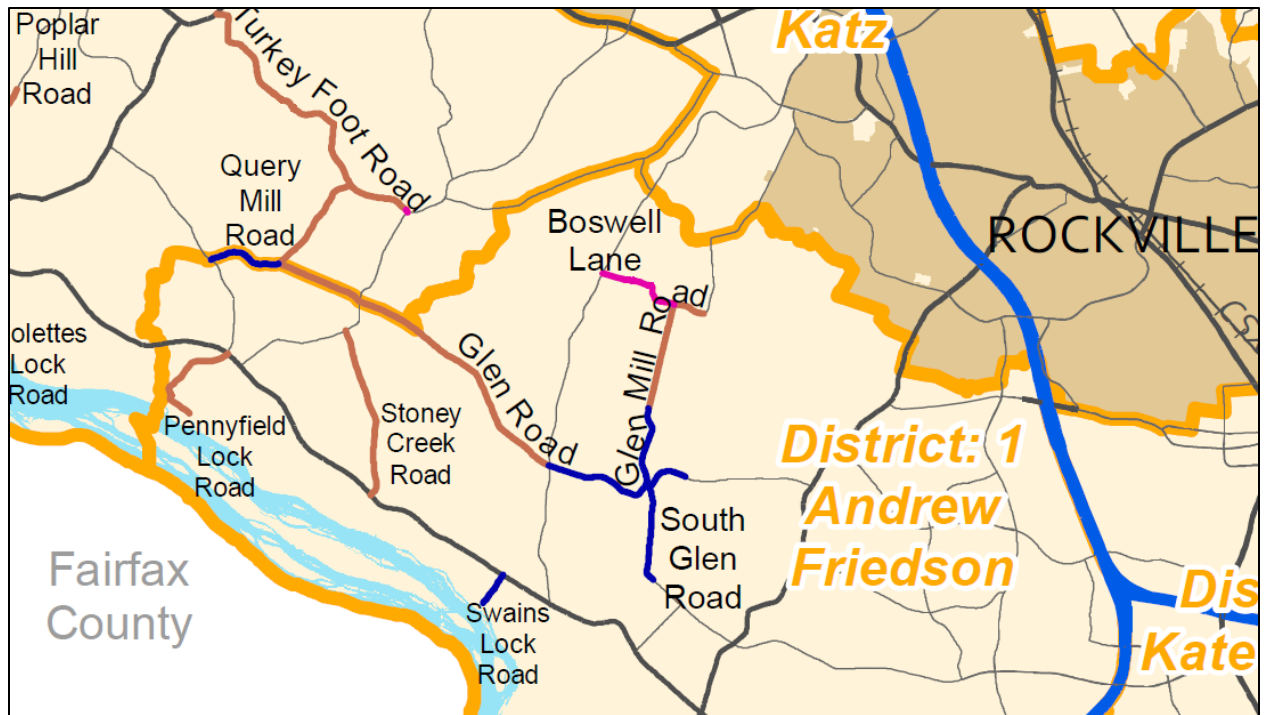 Katz
Poplar
Hill
Road
Turkey Foot Road
Query
Mill
Road
Boswell
Lane
ROCKVILLE
olettes
Lock
Road
Glen Road
Glen Mill Road
Pennyfield
Lock
Road
Stoney
Creek
Road
District: 1
Andrew
Friedson
South
Glen
Road
Fairfax
County
Swains
Lock
Road
Dis
Kate